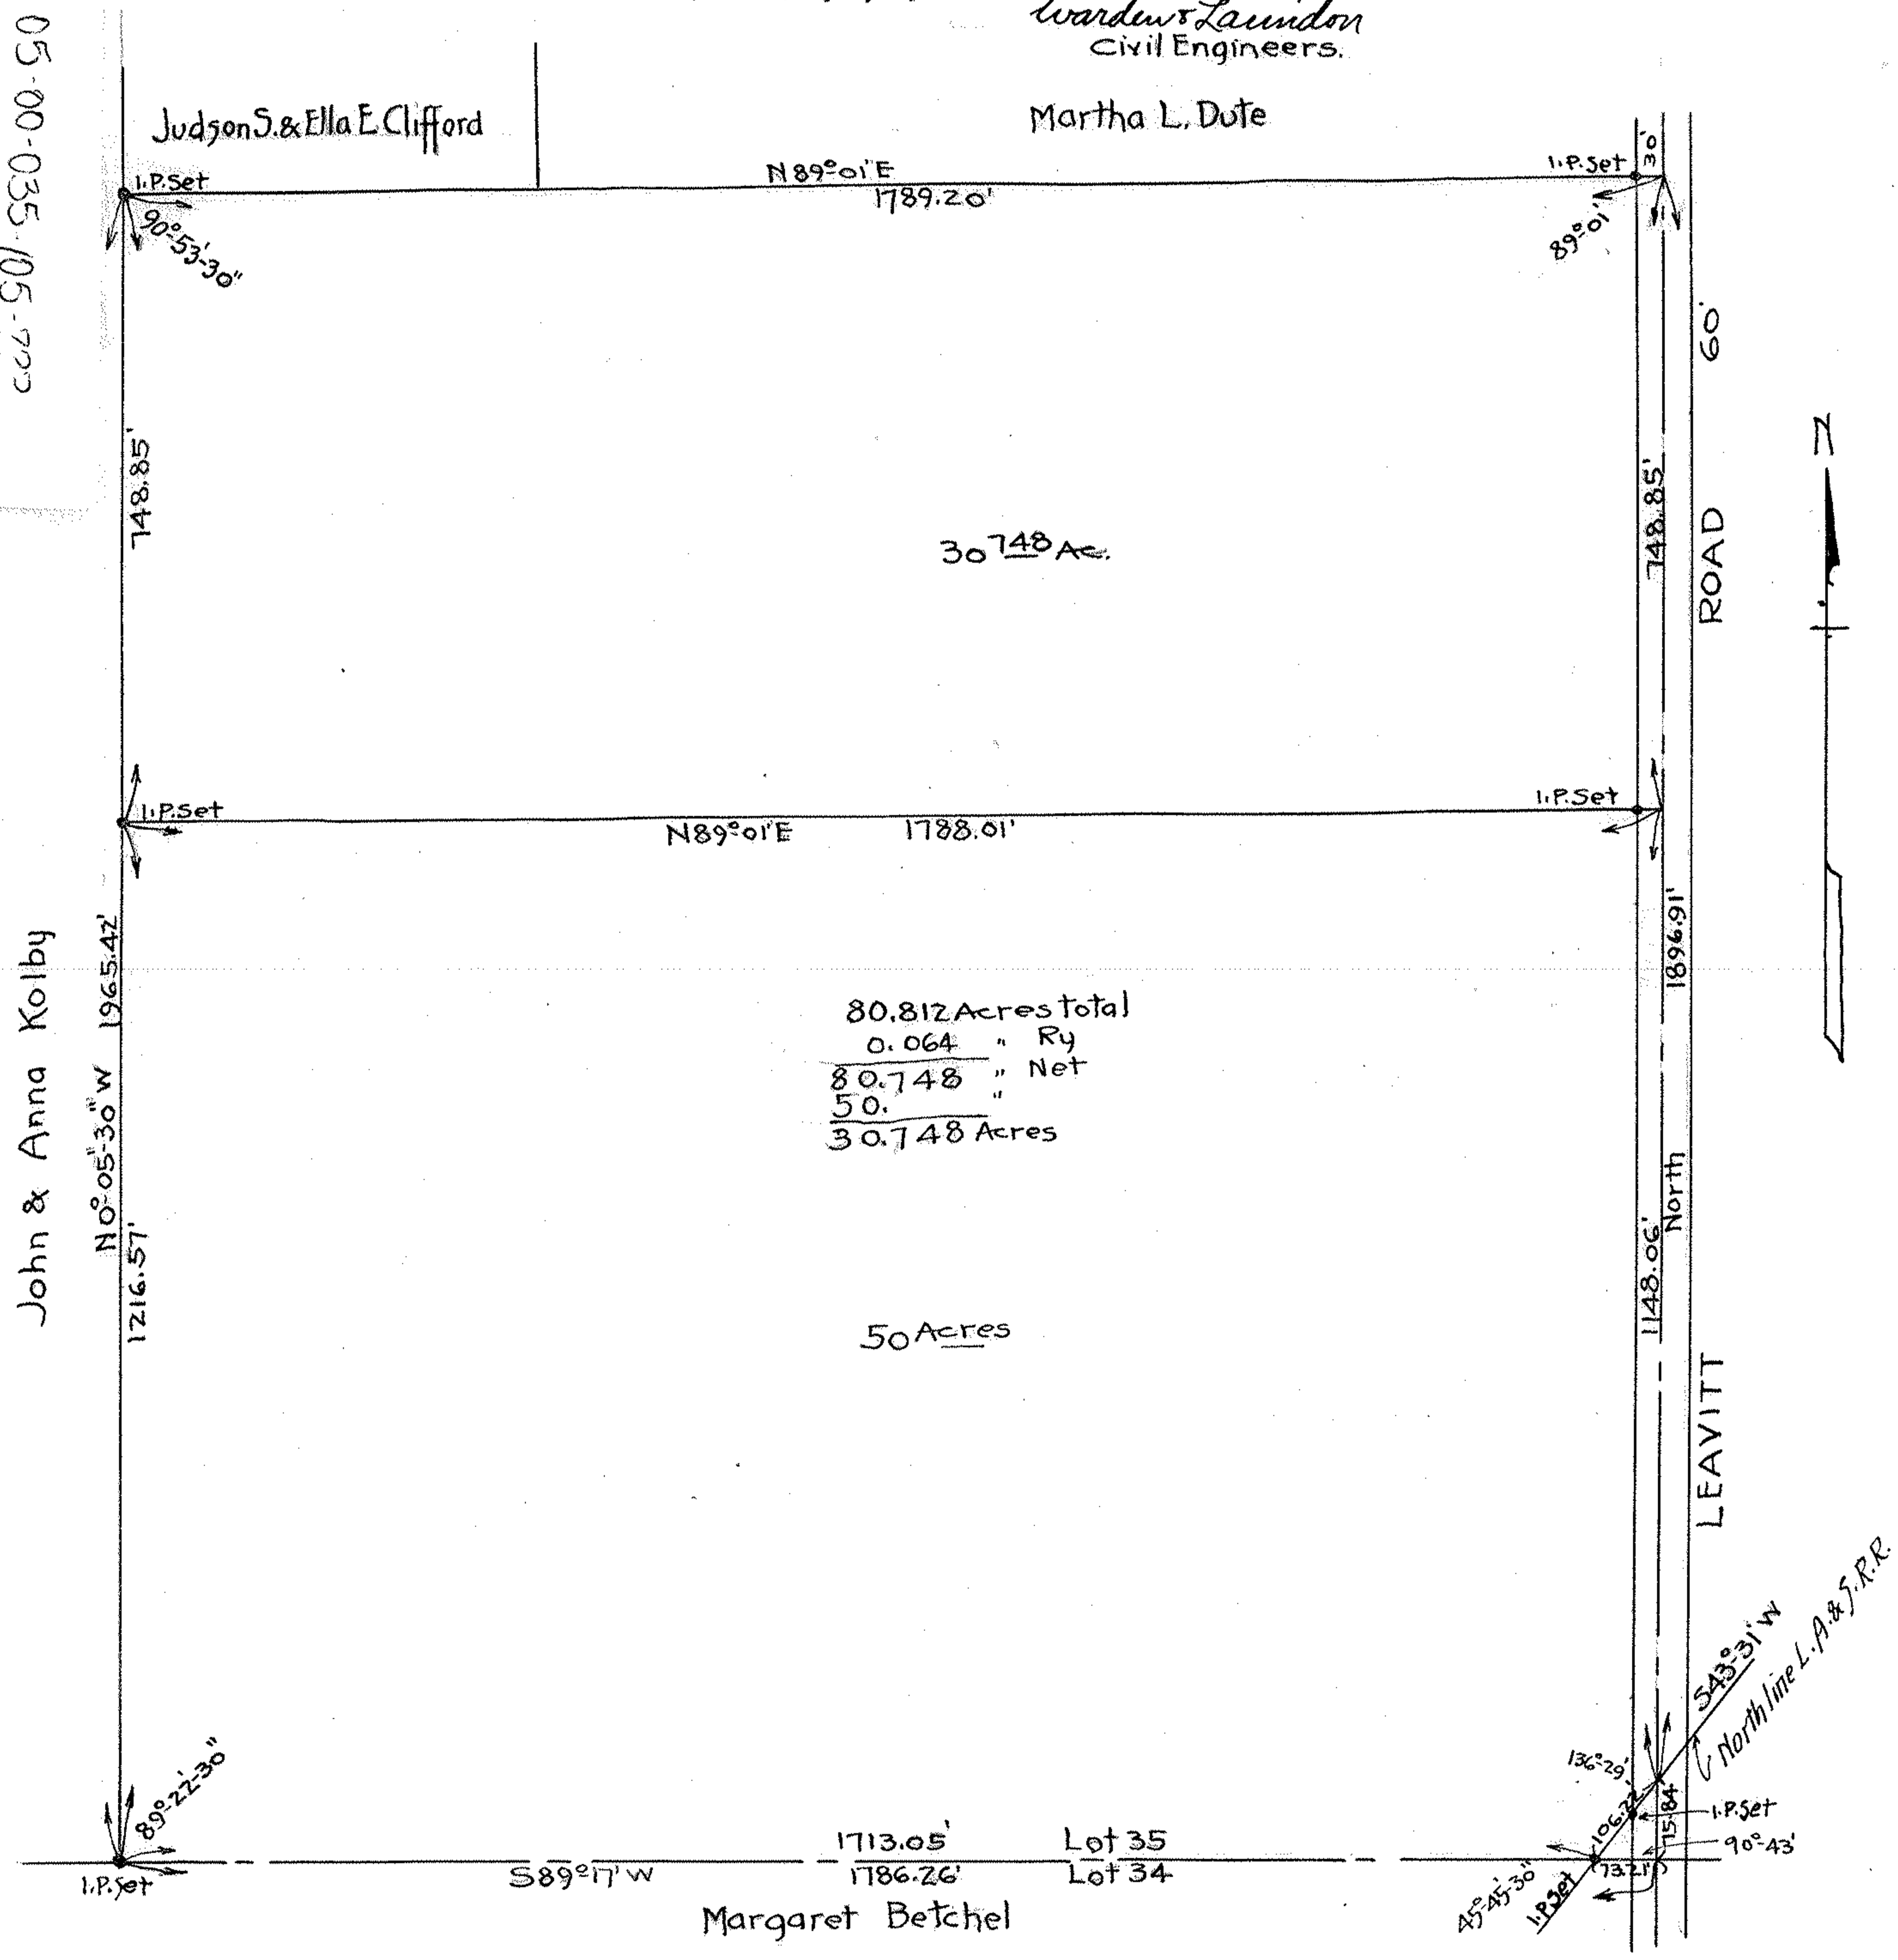 Warden & Laundon
Civil Engineers.
05-00-035-105-722
Judson S. & Ella E. Clifford
Martha L. Dute
I.P. Set
N 89°-01' E
1789.20'
I.P. Set
30'
90°-53'-30"
89°-01'
60'
748.85'
748.85'
N
30 748 Ac.
ROAD
I.P. Set
N 89°-01' E 1788.01'
I.P. Set
John & Anna Kolby
N 0°-05'-30" W 1965.42'
1896.91'
80.812 Acres total
0.064 " Ry
80.748 " Net
50. "
30.748 Acres
North
1216.57'
1148.06'
50 Acres
LEAVITT
S 43°-31' W
North line L. A. & S. R.R.
136°-29'
89°-22'-30"
106.22
75.84
I.P. Set
90°-43'
1713.05' Lot 35
S 89°17' W 1786.26' Lot 34
(73.21')
I.P. Set
I.P. Set
45°-45'-30"
Margaret Betchel